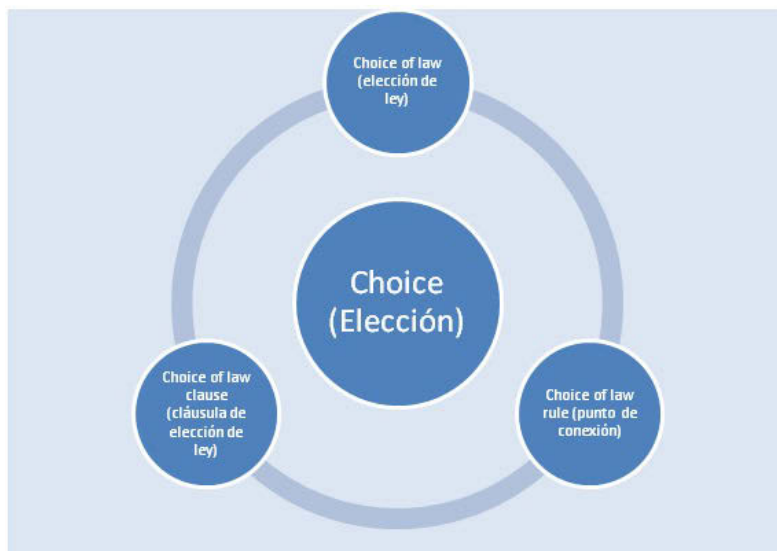 Choice of law
(elección de
ley)
Choice
(Elección)
Choice of law
clause
(cláusula de
elección de
ley)
Choice of law
rule (punto de
conexión)